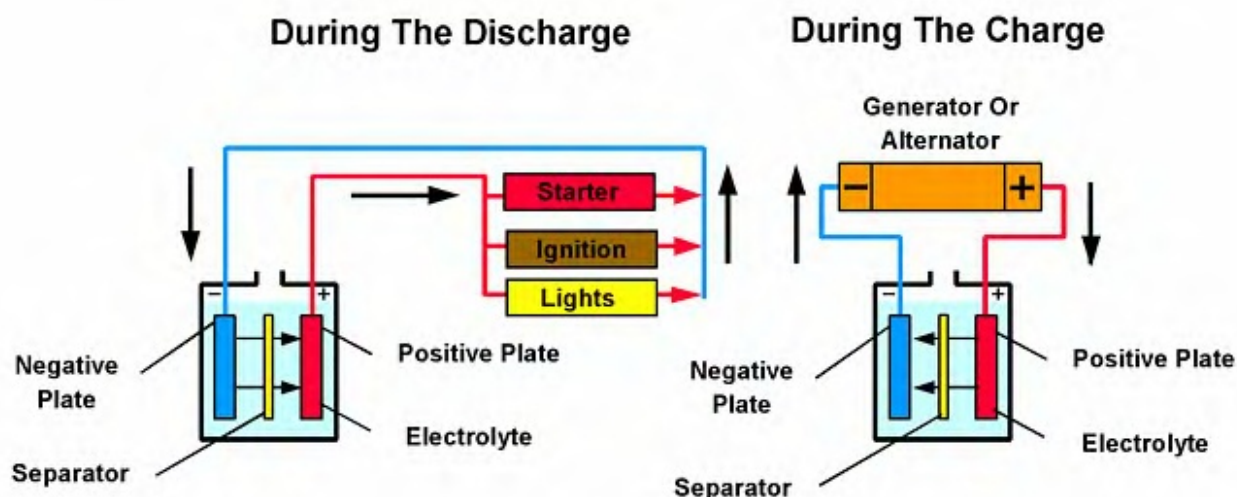 During The Discharge
During The Charge
Generator Or
Alternator
Starter
Ignition
Lights
− +
Negative
Plate
Positive Plate
Electrolyte
Separator
− +
− +
Negative
Plate
Positive Plate
Electrolyte
Separator